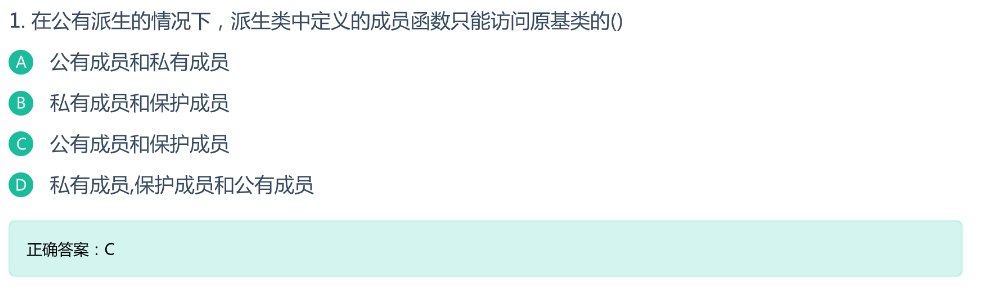 1. 在公有派生的情况下，派生类中定义的成员函数只能访问原基类的()
A 公有成员和私有成员
B 私有成员和保护成员
C 公有成员和保护成员
D 私有成员,保护成员和公有成员
正确答案：C